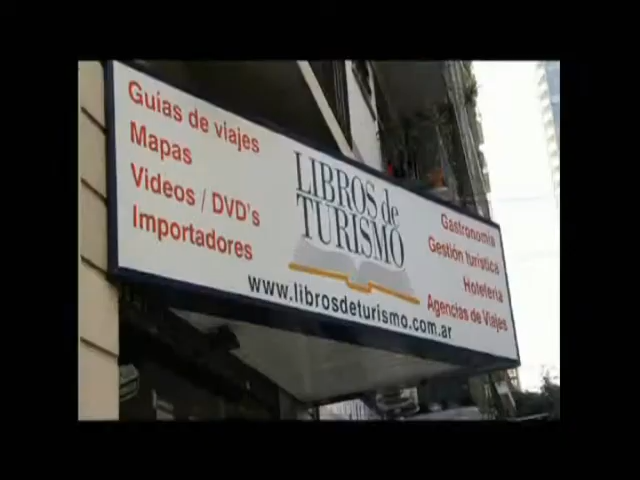 Guías de viajes
Mapas
Videos / DVD's
Importadores
LIBROS de
TURISMO
www.librosdeturismo.com.ar
Gastronomía
Gestión turística
Hotelería
Agencias de Viajes